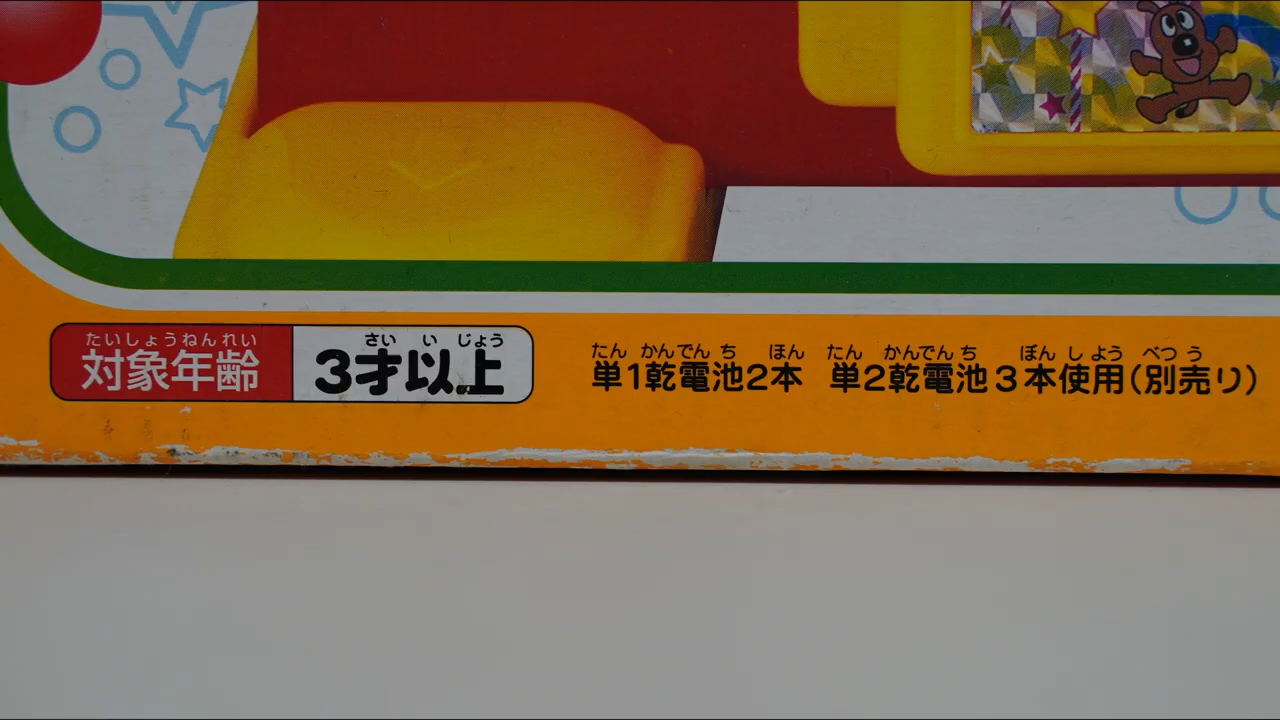 たいしょうねんれい
対象年齢
さい い じょう
3才以上
たん かんでん ち ほん たん かんでん ち ぼん し よう べつ う
単1乾電池2本 単2乾電池3本使用(別売り)